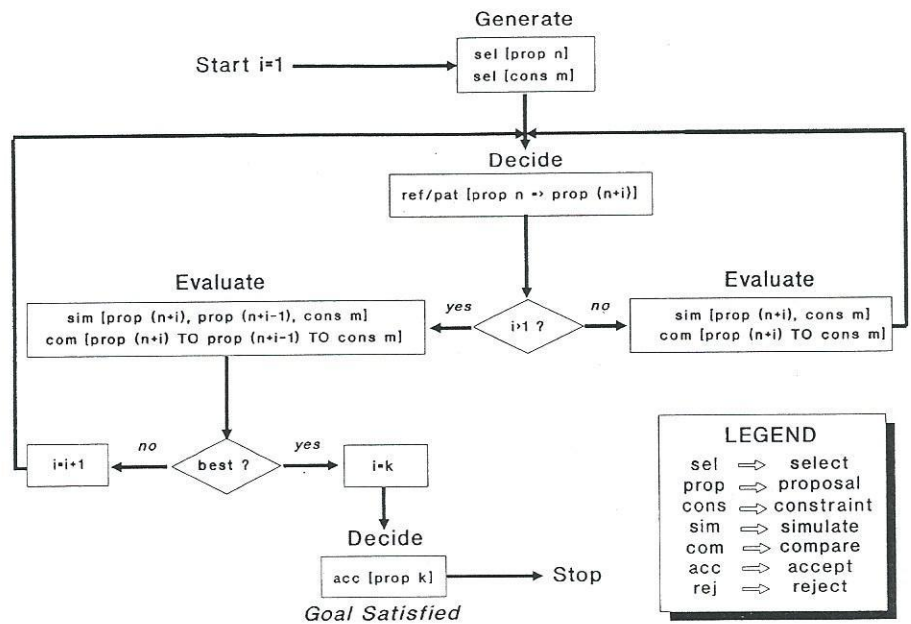 Generate
Start i=1
sel [prop n]
sel [cons m]
Decide
ref/pat [prop n => prop (n+i)]
Evaluate
sim [prop (n+i), prop (n+i-1), cons m]
com [prop (n+i) TO prop (n+i-1) TO cons m]
yes
i>1 ?
no
Evaluate
sim [prop (n+i), cons m]
com [prop (n+i) TO cons m]
i=i+1
no
best ?
yes
i=k
Decide
acc [prop k]
Stop
Goal Satisfied
LEGEND
sel ⇒ select
prop ⇒ proposal
cons ⇒ constraint
sim ⇒ simulate
com ⇒ compare
acc ⇒ accept
rej ⇒ reject